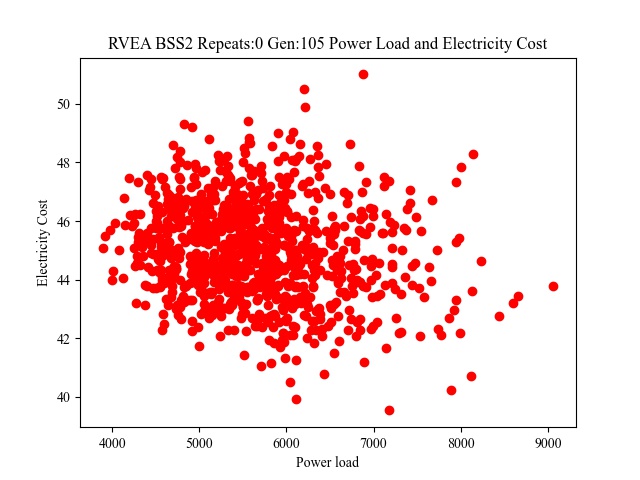 RVEA BSS2 Repeats:0 Gen:105 Power Load and Electricity Cost
50
48
46
44
42
40
Electricity Cost
4000 5000 6000 7000 8000 9000
Power load